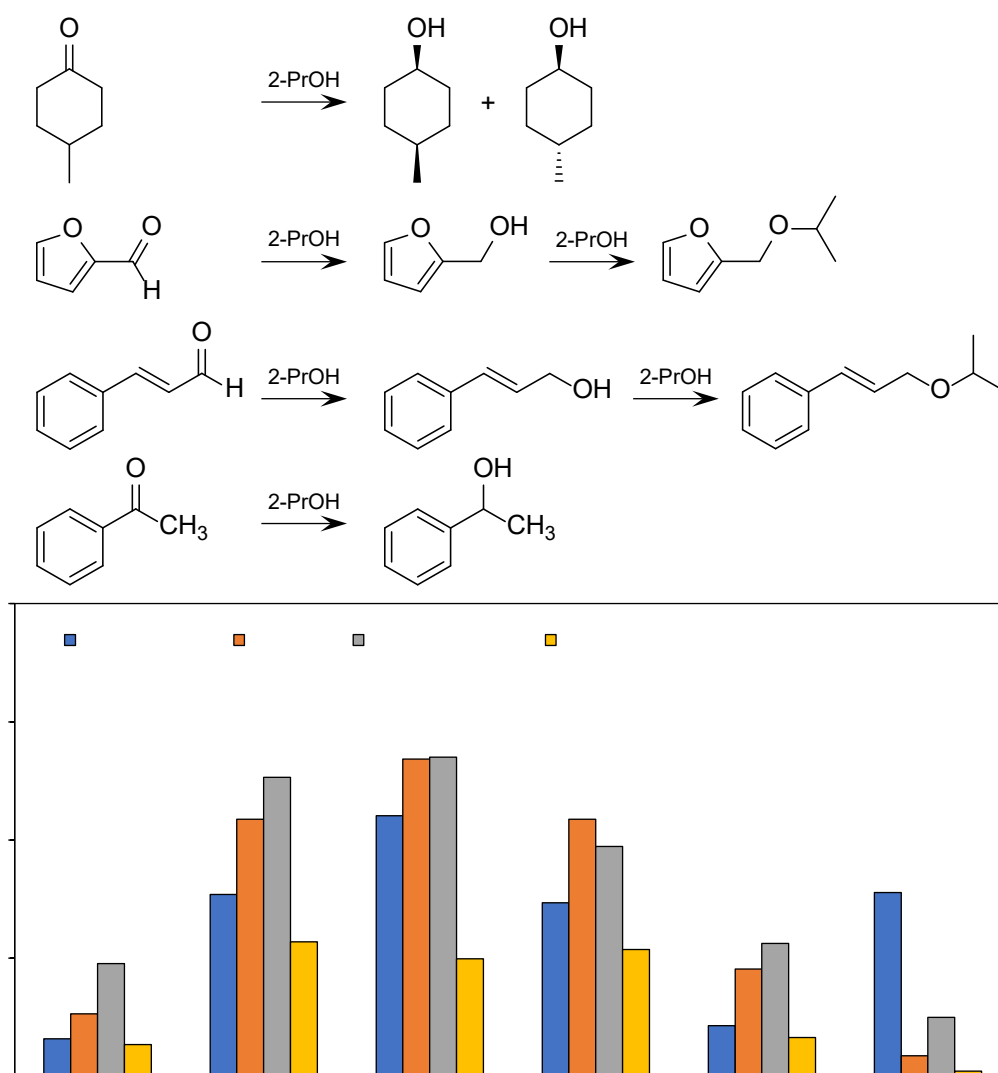 O OH OH
2-PrOH
+
O O H
2-PrOH
O OH
2-PrOH
O O
O H
2-PrOH
OH
2-PrOH
O
O CH3
2-PrOH
OH CH3